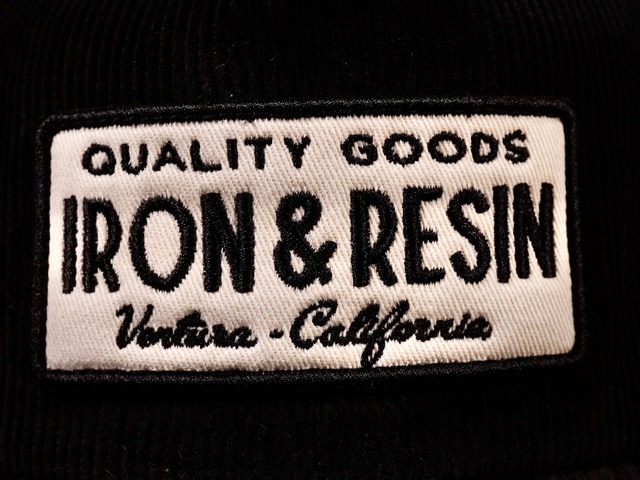 QUALITY GOODS
IRON & RESIN
Ventura - California